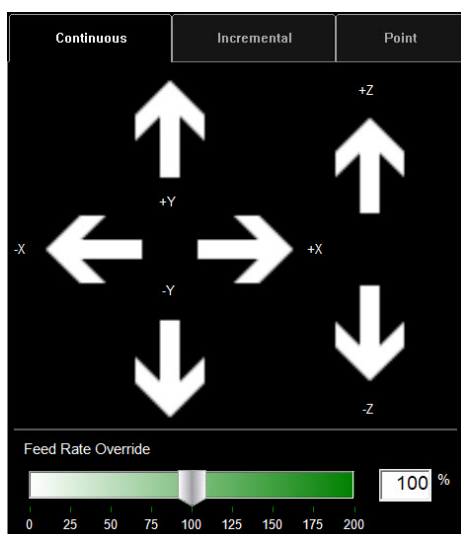 Continuous Incremental Point
+Z
+Y
-X +X
-Y
-Z
Feed Rate Override
100 %
0 25 50 75 100 125 150 175 200